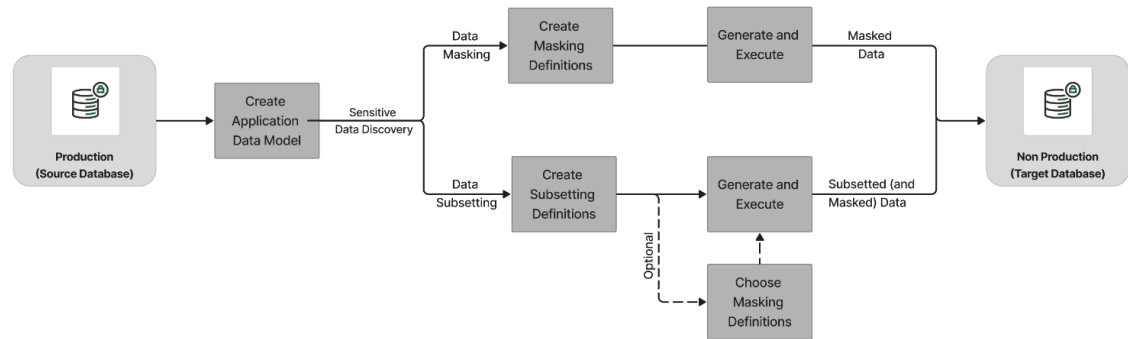 Production
(Source Database)
Create
Application
Data Model
Sensitive
Data Discovery
Data
Masking
Create
Masking
Definitions
Generate and
Execute
Masked
Data
Data
Subsetting
Create
Subsetting
Definitions
Optional
Generate and
Execute
Choose
Masking
Definitions
Subsetted (and
Masked) Data
Non Production
(Target Database)